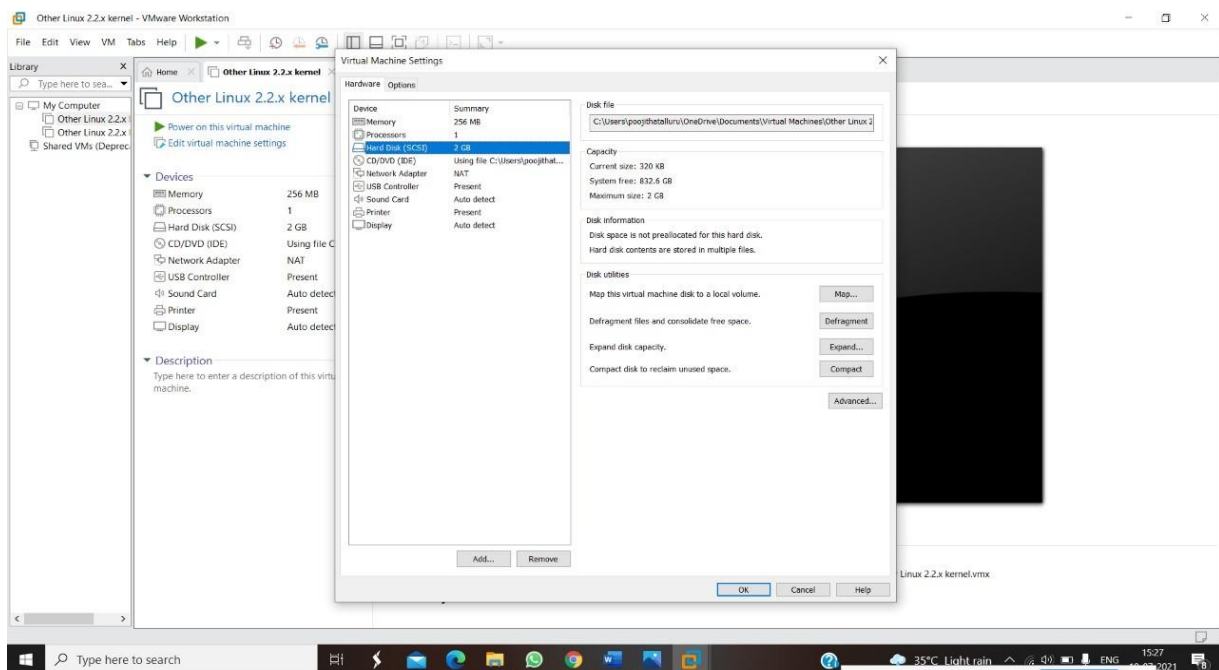 Other Linux 2.2.x kernel - VMware Workstation
File Edit View VM Tabs Help
Library X
Type here to sea...
My Computer
Other Linux 2.2.x
Other Linux 2.2.x
Shared VMs (Deprec
Home
Other Linux 2.2.x kernel
Other Linux 2.2.x kernel
Power on this virtual machine
Edit virtual machine settings
Devices
Memory 256 MB
Processors 1
Hard Disk (SCSI) 2 GB
CD/DVD (IDE) Using file C
Network Adapter NAT
USB Controller Present
Sound Card Auto detect
Printer Present
Display Auto detect
Description
Type here to enter a description of this virtu
machine.
Virtual Machine Settings
Hardware Options
Device Summary
Memory 256 MB
Processors 1
Hard Disk (SCSI) 2 GB
CD/DVD (IDE) Using file C:\Users\poojithat...
Network Adapter NAT
USB Controller Present
Sound Card Auto detect
Printer Present
Display Auto detect
Add... Remove
Disk file
C:\Users\poojithatalluru\OneDrive\Documents\Virtual Machines\Other Linux 2
Capacity
Current size: 320 KB
System free: 832.6 GB
Maximum size: 2 GB
Disk information
Disk space is not preallocated for this hard disk.
Hard disk contents are stored in multiple files.
Disk utilities
Map this virtual machine disk to a local volume. Map...
Defragment files and consolidate free space. Defragment
Expand disk capacity. Expand...
Compact disk to reclaim unused space. Compact
Advanced...
OK Cancel Help
Linux 2.2.x kernel.vmx
Type here to search
35°C Light rain
ENG
15:27